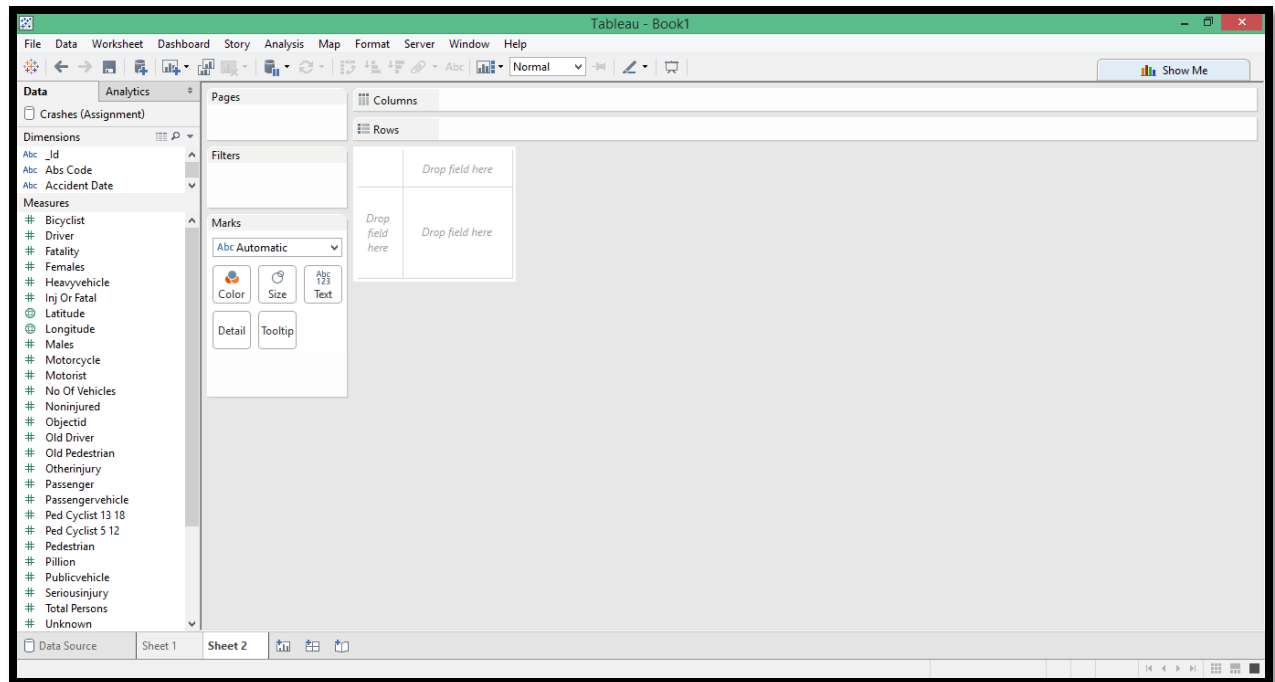 Tableau - Book1
File Data Worksheet Dashboard Story Analysis Map Format Server Window Help
Abc Normal Show Me
Data Analytics
Crashes (Assignment)
Dimensions
Abc _Id
Abc Abs Code
Abc Accident Date
Measures
# Bicyclist
# Driver
# Fatality
# Females
# Heavyvehicle
# Inj Or Fatal
Latitude
Longitude
# Males
# Motorcycle
# Motorist
# No Of Vehicles
# Noninjured
# Objectid
# Old Driver
# Old Pedestrian
# Otherinjury
# Passenger
# Passengervehicle
# Ped Cyclist 13 18
# Ped Cyclist 5 12
# Pedestrian
# Pillion
# Publicvehicle
# Seriousinjury
# Total Persons
# Unknown
Pages
Filters
Marks
Abc Automatic
Abc
123
Color Size Text
Detail Tooltip
Columns
Rows
Drop field here
Drop
field
here
Drop field here
Data Source Sheet 1 Sheet 2